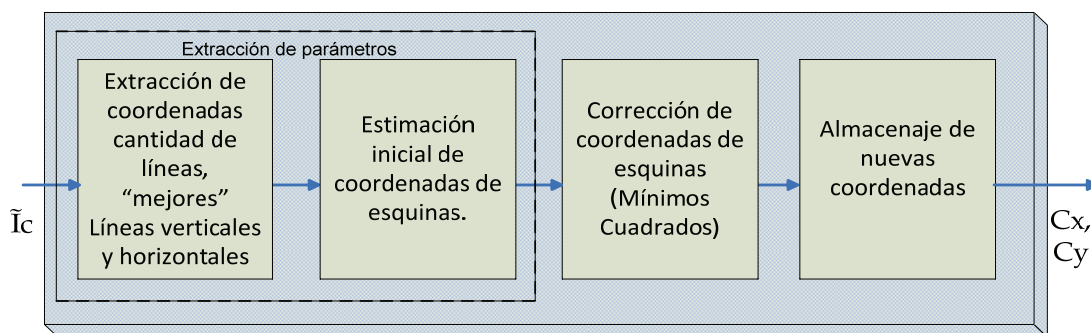 Extracción de parámetros
Ĩc
Extracción de
coordenadas
cantidad de
líneas,
“mejores”
Líneas verticales
y horizontales
Estimación
inicial de
coordenadas de
esquinas.
Corrección de
coordenadas de
esquinas
(Mínimos
Cuadrados)
Almacenaje de
nuevas
coordenadas
Cx,
Cy